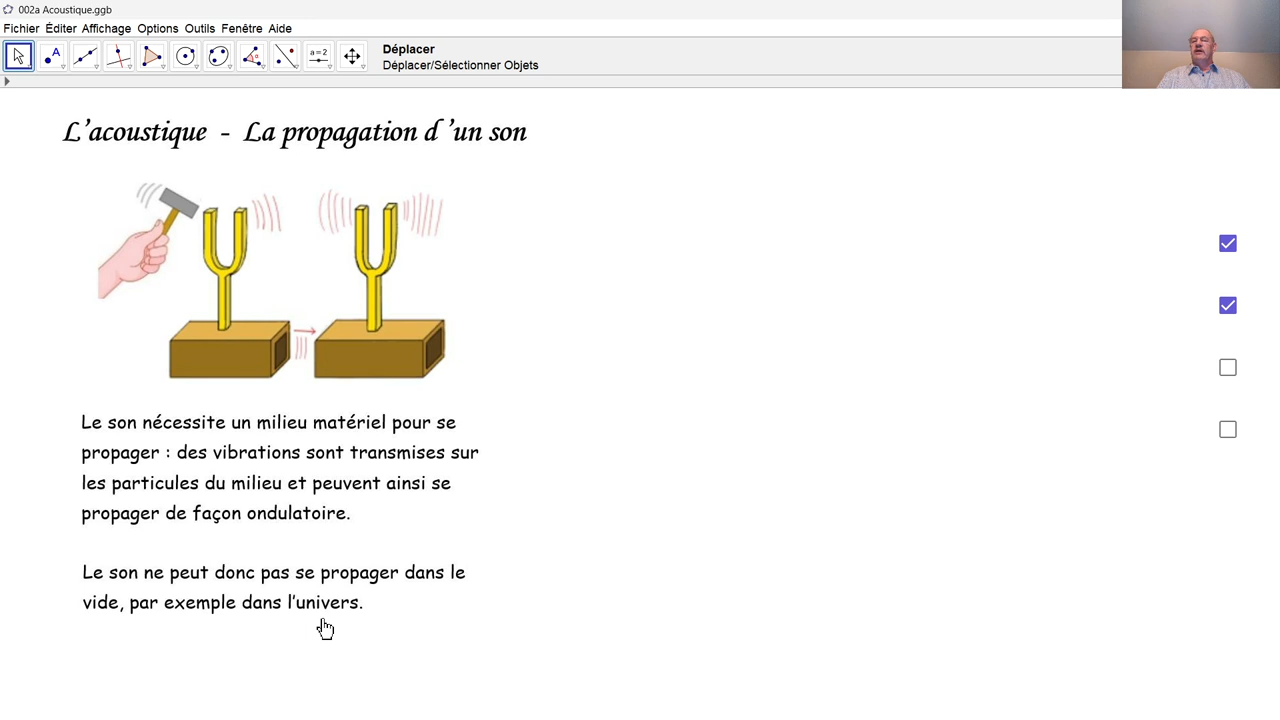 002a Acoustique.ggb
Fichier Éditer Affichage Options Outils Fenêtre Aide
A
a=2
Déplacer
Déplacer/Sélectionner Objets
L’acoustique - La propagation d ’un son
Le son nécessite un milieu matériel pour se
propager : des vibrations sont transmises sur
les particules du milieu et peuvent ainsi se
propager de façon ondulatoire.
Le son ne peut donc pas se propager dans le
vide, par exemple dans l'univers.